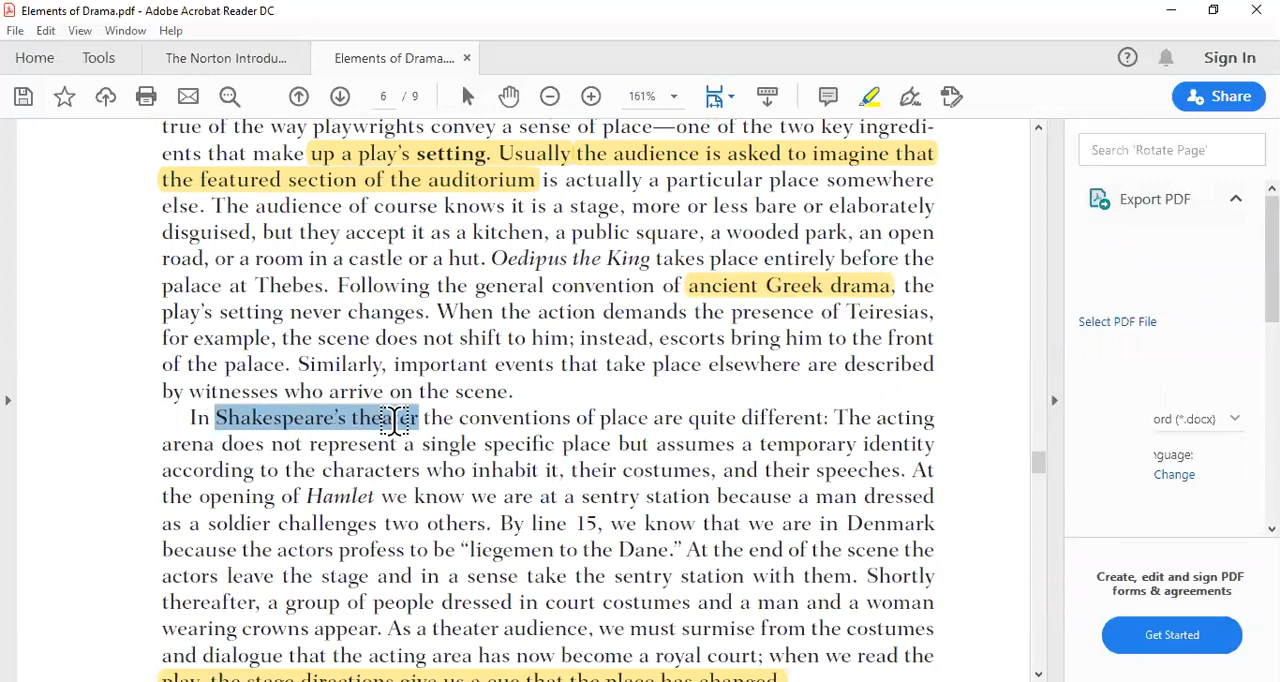 Elements of Drama.pdf - Adobe Acrobat Reader DC
File Edit View Window Help
Home Tools The Norton Introdu... Elements of Drama.... × Sign In
6 / 9 161% Share
true of the way playwrights convey a sense of place—one of the two key ingredi-
ents that make up a play's setting. Usually the audience is asked to imagine that
the featured section of the auditorium is actually a particular place somewhere
else. The audience of course knows it is a stage, more or less bare or elaborately
disguised, but they accept it as a kitchen, a public square, a wooded park, an open
road, or a room in a castle or a hut. Oedipus the King takes place entirely before the
palace at Thebes. Following the general convention of ancient Greek drama, the
play's setting never changes. When the action demands the presence of Teiresias,
for example, the scene does not shift to him; instead, escorts bring him to the front
of the palace. Similarly, important events that take place elsewhere are described
by witnesses who arrive on the scene.
In Shakespeare's theater the conventions of place are quite different: The acting
arena does not represent a single specific place but assumes a temporary identity
according to the characters who inhabit it, their costumes, and their speeches. At
the opening of Hamlet we know we are at a sentry station because a man dressed
as a soldier challenges two others. By line 15, we know that we are in Denmark
because the actors profess to be “liegemen to the Dane.” At the end of the scene the
actors leave the stage and in a sense take the sentry station with them. Shortly
thereafter, a group of people dressed in court costumes and a man and a woman
wearing crowns appear. As a theater audience, we must surmise from the costumes
and dialogue that the acting area has now become a royal court; when we read the
play, the stage directions give us a cue that the place has changed.
Search 'Rotate Page'
Export PDF
Select PDF File
ord (*.docx)
nguage:
Change
Create, edit and sign PDF
forms & agreements
Get Started